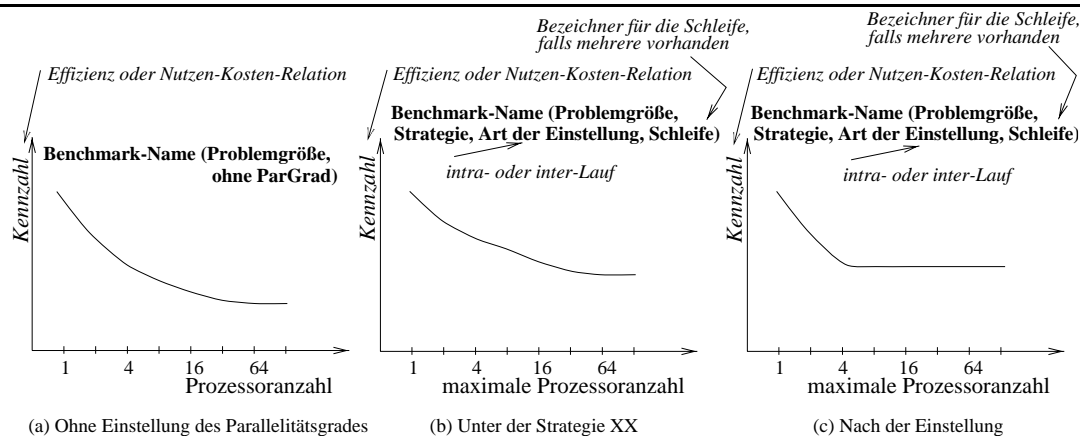 Effizienz oder Nutzen-Kosten-Relation
Benchmark-Name (Problemgröße,
ohne ParGrad)
Kennzahl
1 4 16 64
Prozessoranzahl
(a) Ohne Einstellung des Parallelitätsgrades
Bezeichner für die Schleife,
falls mehrere vorhanden
Effizienz oder Nutzen-Kosten-Relation
Benchmark-Name (Problemgröße,
Strategie, Art der Einstellung, Schleife)
intra- oder inter-Lauf
Kennzahl
1 4 16 64
maximale Prozessoranzahl
(b) Unter der Strategie XX
Bezeichner für die Schleife,
falls mehrere vorhanden
Effizienz oder Nutzen-Kosten-Relation
Benchmark-Name (Problemgröße,
Strategie, Art der Einstellung, Schleife)
intra- oder inter-Lauf
Kennzahl
1 4 16 64
maximale Prozessoranzahl
(c) Nach der Einstellung